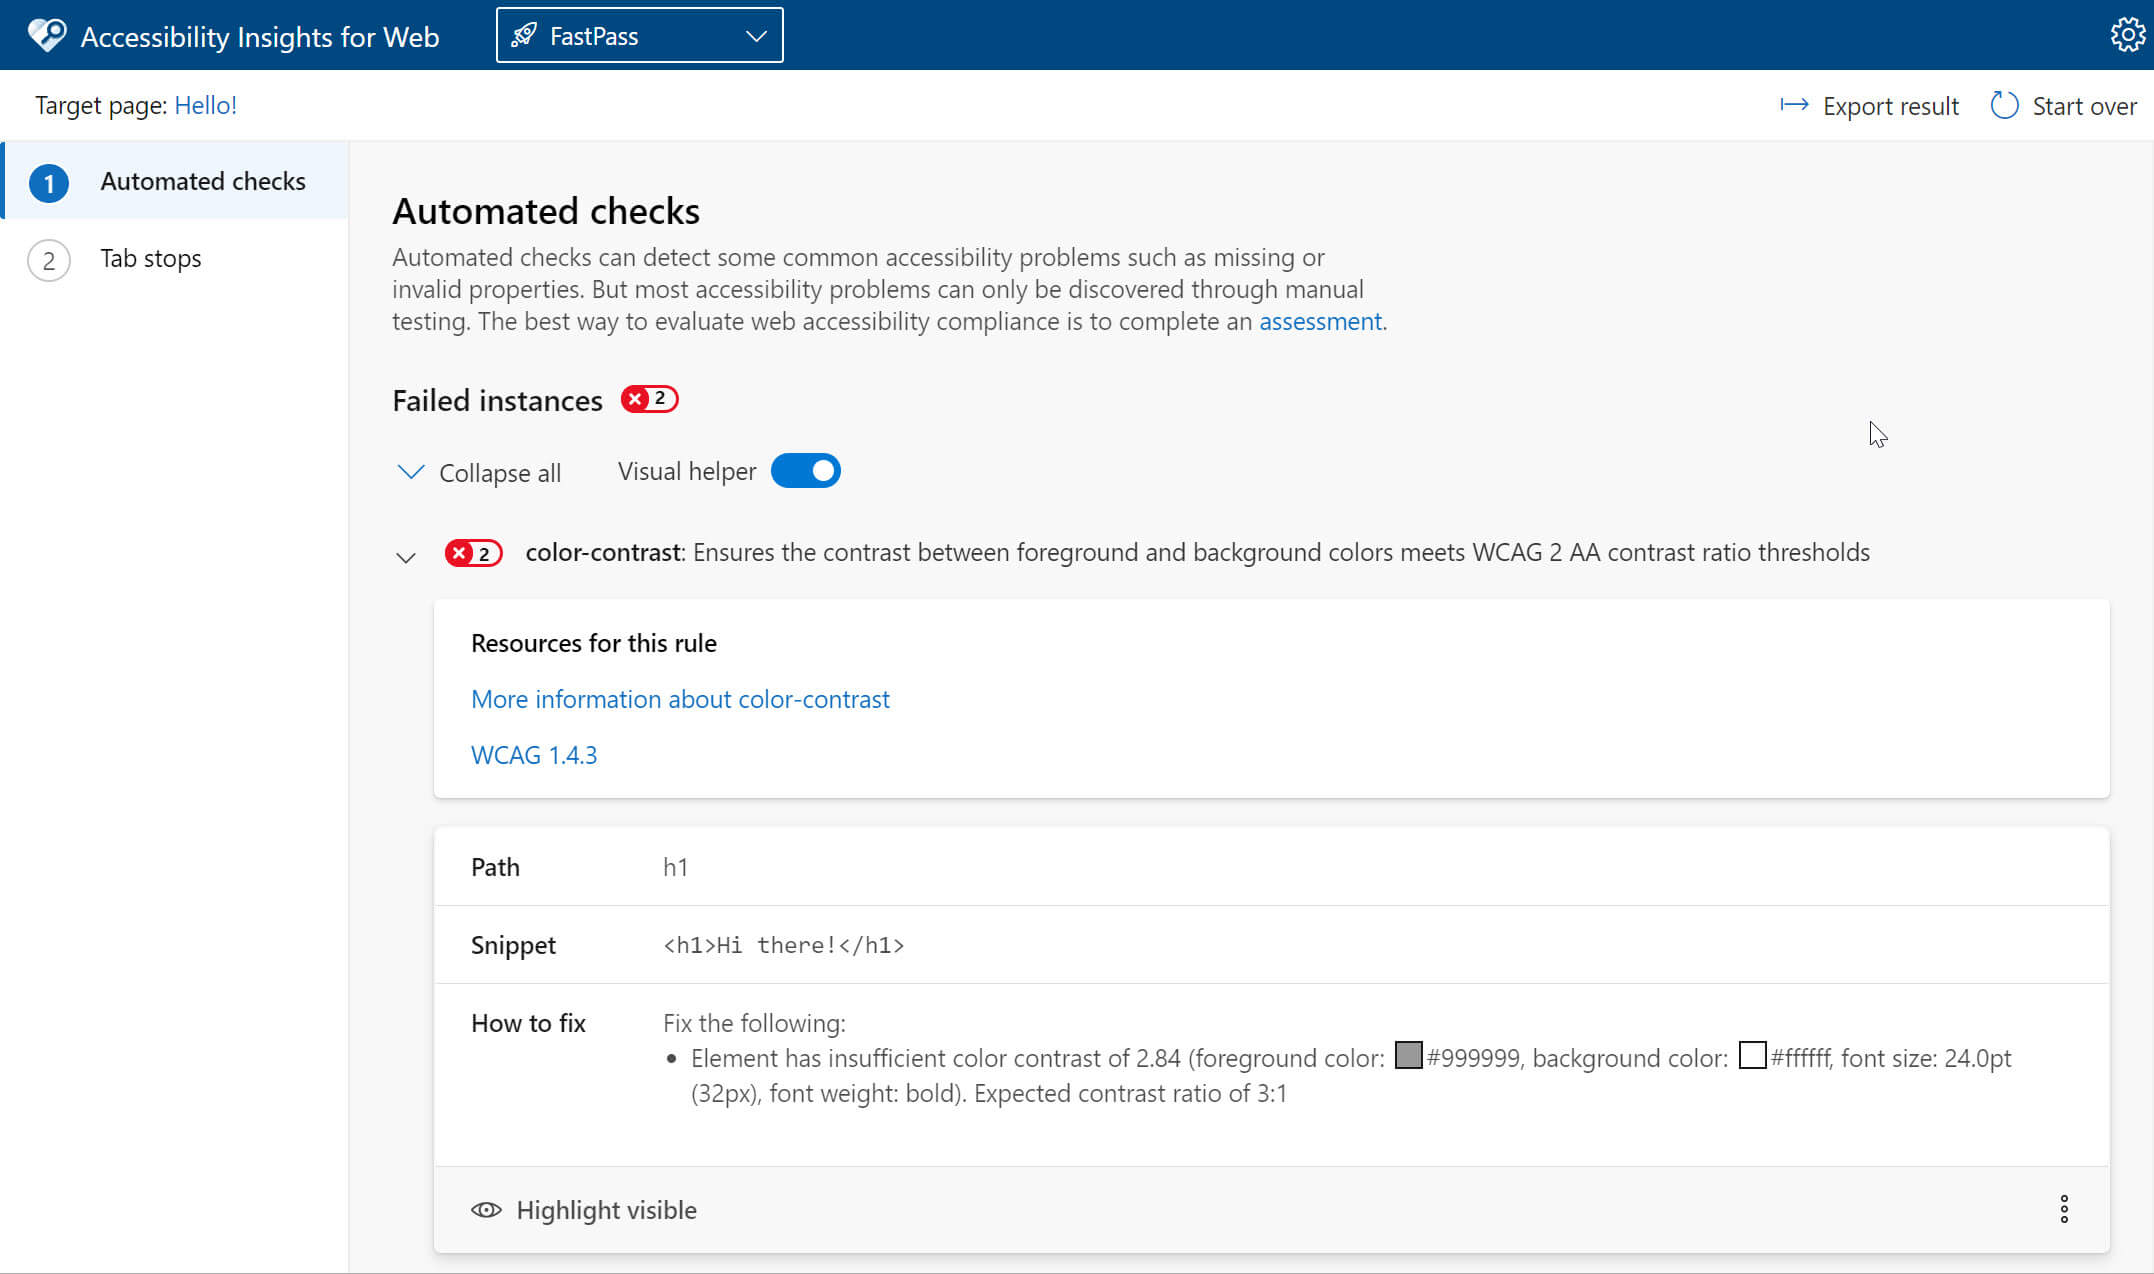 Accessibility Insights for Web
FastPass
Target page: Hello!
Export result
Start over
1
Automated checks
2
Tab stops
Automated checks
Automated checks can detect some common accessibility problems such as missing or
invalid properties. But most accessibility problems can only be discovered through manual
testing. The best way to evaluate web accessibility compliance is to complete an assessment.
Failed instances 2
Collapse all
Visual helper
2 color-contrast: Ensures the contrast between foreground and background colors meets WCAG 2 AA contrast ratio thresholds
Resources for this rule
More information about color-contrast
WCAG 1.4.3
Path h1
Snippet <h1>Hi there!</h1>
How to fix Fix the following:
• Element has insufficient color contrast of 2.84 (foreground color: #999999, background color: #ffffff, font size: 24.0pt
(32px), font weight: bold). Expected contrast ratio of 3:1
Highlight visible